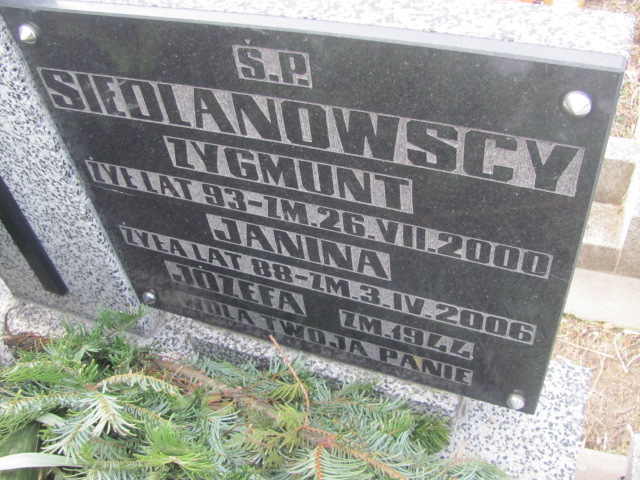 Ś.P.
SIEDLANOWSCY
ZYGMUNT
ŻYŁ LAT 93-ZM.26.VII.2000
JANINA
ŻYŁA LAT 88-ZM.3.IV.2006
JÓZEFA ZM.1944
WOLA TWOJA PANIE